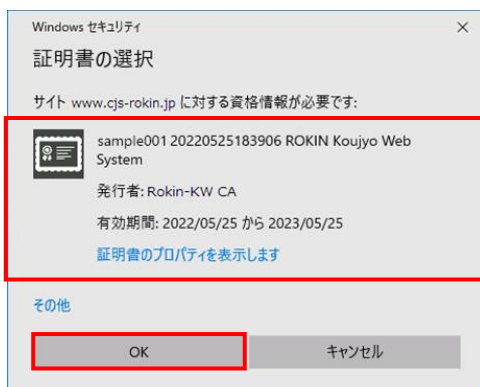 Windows セキュリティ
証明書の選択
サイト www.cjs-rokin.jp に対する資格情報が必要です:
sample001 20220525183906 ROKIN Koujyo Web
System
発行者: Rokin-KW CA
有効期間: 2022/05/25 から 2023/05/25
証明書のプロパティを表示します
その他
OK
キャンセル